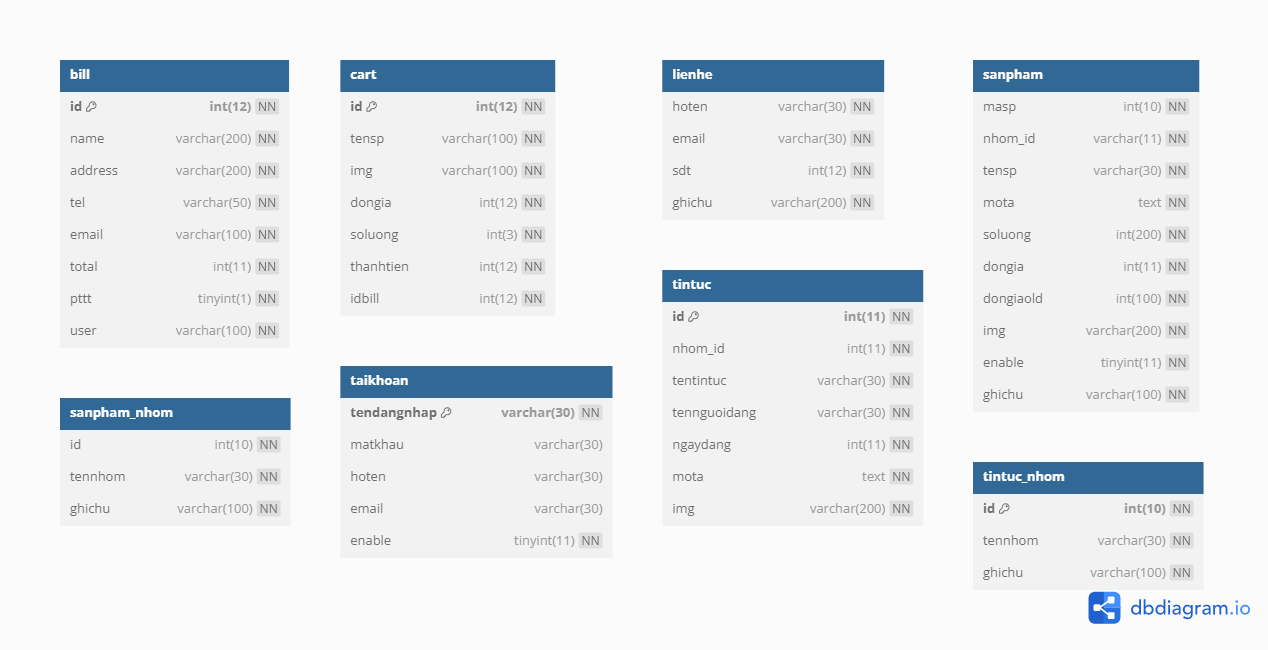 bill
id int(12) NN
name varchar(200) NN
address varchar(200) NN
tel varchar(50) NN
email varchar(100) NN
total int(11) NN
pttt tinyint(1) NN
user varchar(100) NN
sanpham_nhom
id int(10) NN
tennhom varchar(30) NN
ghichu varchar(100) NN
cart
id int(12) NN
tensp varchar(100) NN
img varchar(100) NN
dongia int(12) NN
soluong int(3) NN
thanhtien int(12) NN
idbill int(12) NN
taikhoan
tendangnhap varchar(30) NN
matkhau varchar(30)
hoten varchar(30)
email varchar(30)
enable tinyint(11) NN
lienhe
hoten varchar(30) NN
email varchar(30) NN
sdt int(12) NN
ghichu varchar(200) NN
tintuc
id int(11) NN
nhom_id int(11) NN
tentintuc varchar(30) NN
tennguoidang varchar(30) NN
ngaydang int(11) NN
mota text NN
img varchar(200) NN
sanpham
masp int(10) NN
nhom_id varchar(11) NN
tensp varchar(30) NN
mota text NN
soluong int(200) NN
dongia int(11) NN
dongiaold int(100) NN
img varchar(200) NN
enable tinyint(11) NN
ghichu varchar(100) NN
tintuc_nhom
id int(10) NN
tennhom varchar(30) NN
ghichu varchar(100) NN
dbdiagram.io